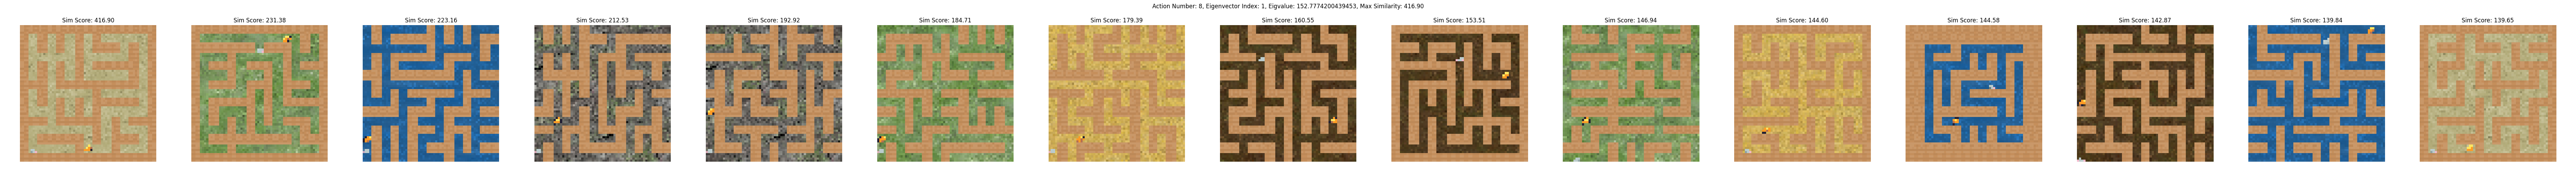 Action Number: 8, Eigenvector Index: 1, Eigvalue: 152.7774200439453, Max Similarity: 416.90
Sim Score: 416.90
Sim Score: 231.38
Sim Score: 223.16
Sim Score: 212.53
Sim Score: 192.92
Sim Score: 184.71
Sim Score: 179.39
Sim Score: 160.55
Sim Score: 153.51
Sim Score: 146.94
Sim Score: 144.60
Sim Score: 144.58
Sim Score: 142.87
Sim Score: 139.84
Sim Score: 139.65